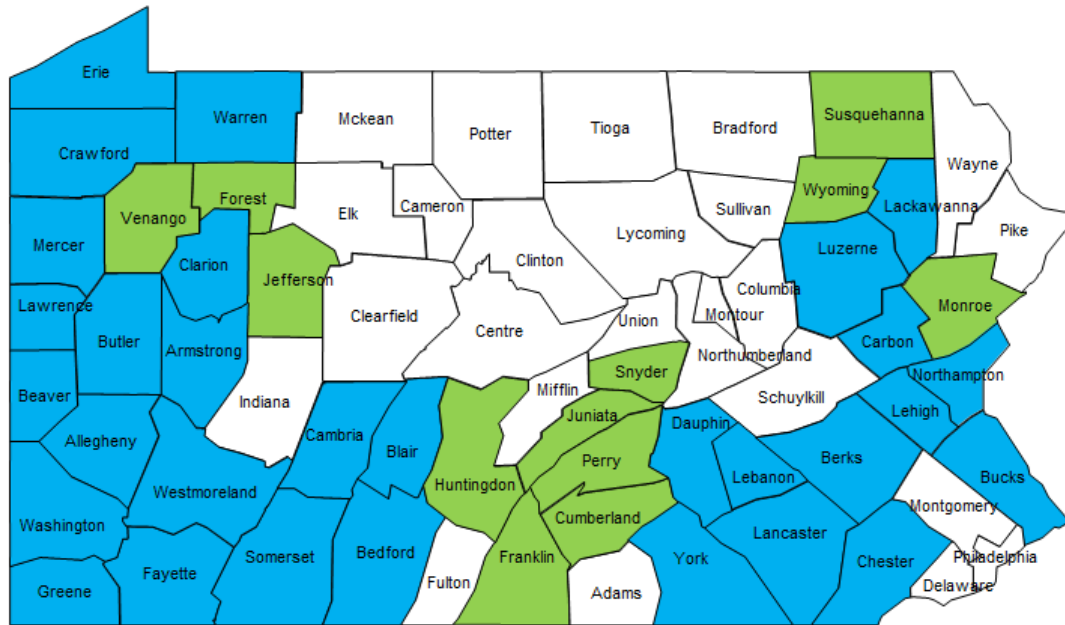 Erie
Warren
Mckean
Potter
Tioga
Bradford
Susquehanna
Crawford
Wayne
Forest
Wyoming
Venango
Elk
Cameron
Sullivan
Lackawanna
Mercer
Lycoming
Pike
Clarion
Clinton
Luzerne
Jefferson
Columbia
Lawrence
Monroe
Clearfield
Centre
Union
Montour
Butler
Armstrong
Carbon
Northumberland
Snyder
Northampton
Beaver
Mifflin
Schuylkill
Indiana
Juniata
Lehigh
Dauphin
Allegheny
Cambria
Blair
Berks
Perry
Lebanon
Bucks
Huntingdon
Westmoreland
Montgomery
Cumberland
Washington
Lancaster
Somerset
Bedford
Franklin
York
Philadelphia
Chester
Fayette
Fulton
Delaware
Greene
Adams